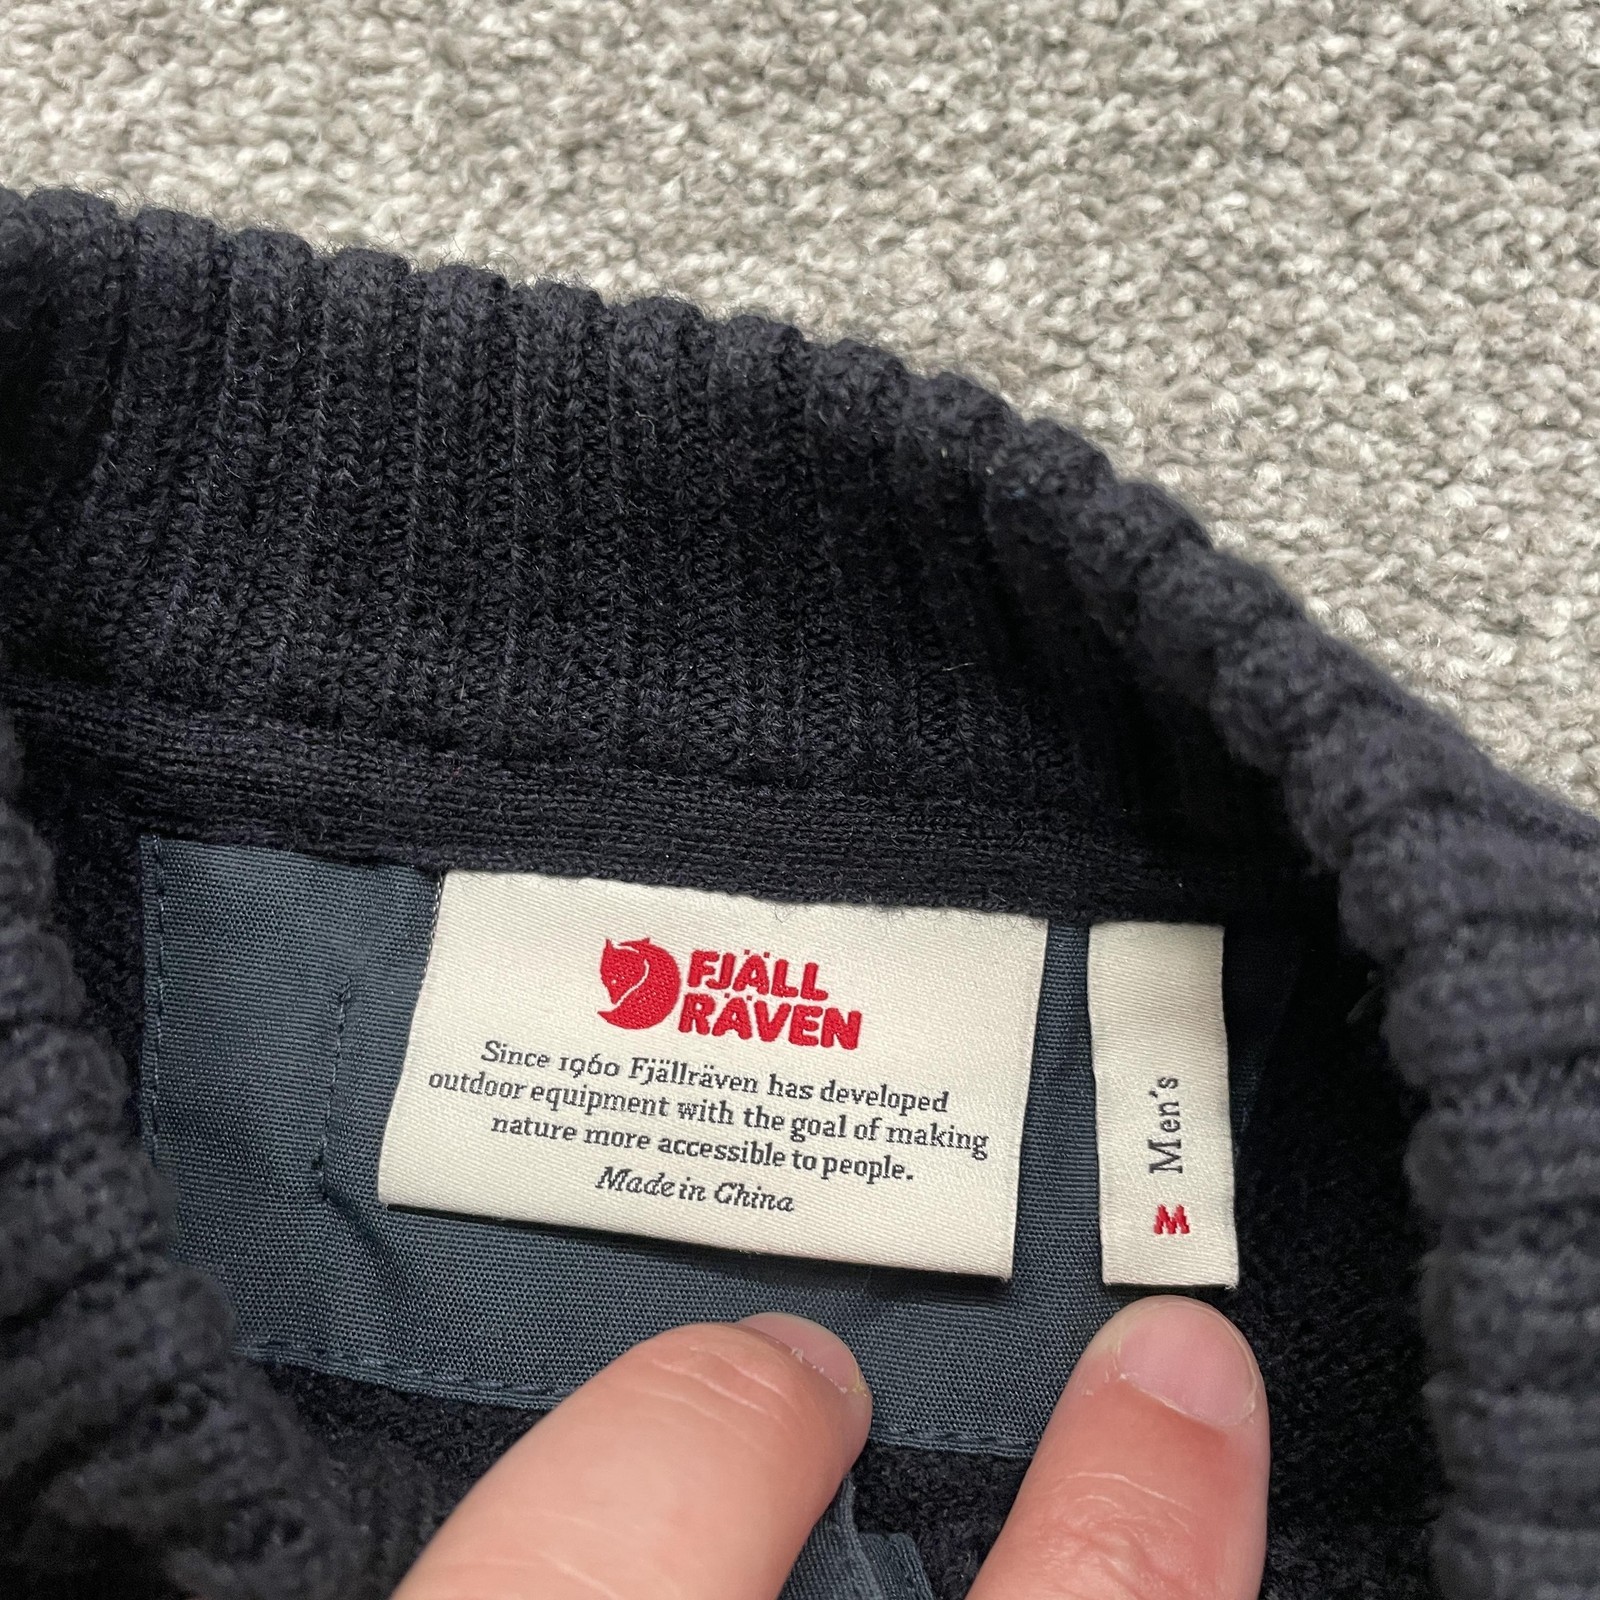 FJÄLL
RÄVEN
Since 1960 Fjällräven has developed
outdoor equipment with the goal of making
nature more accessible to people.
Made in China
M Men's